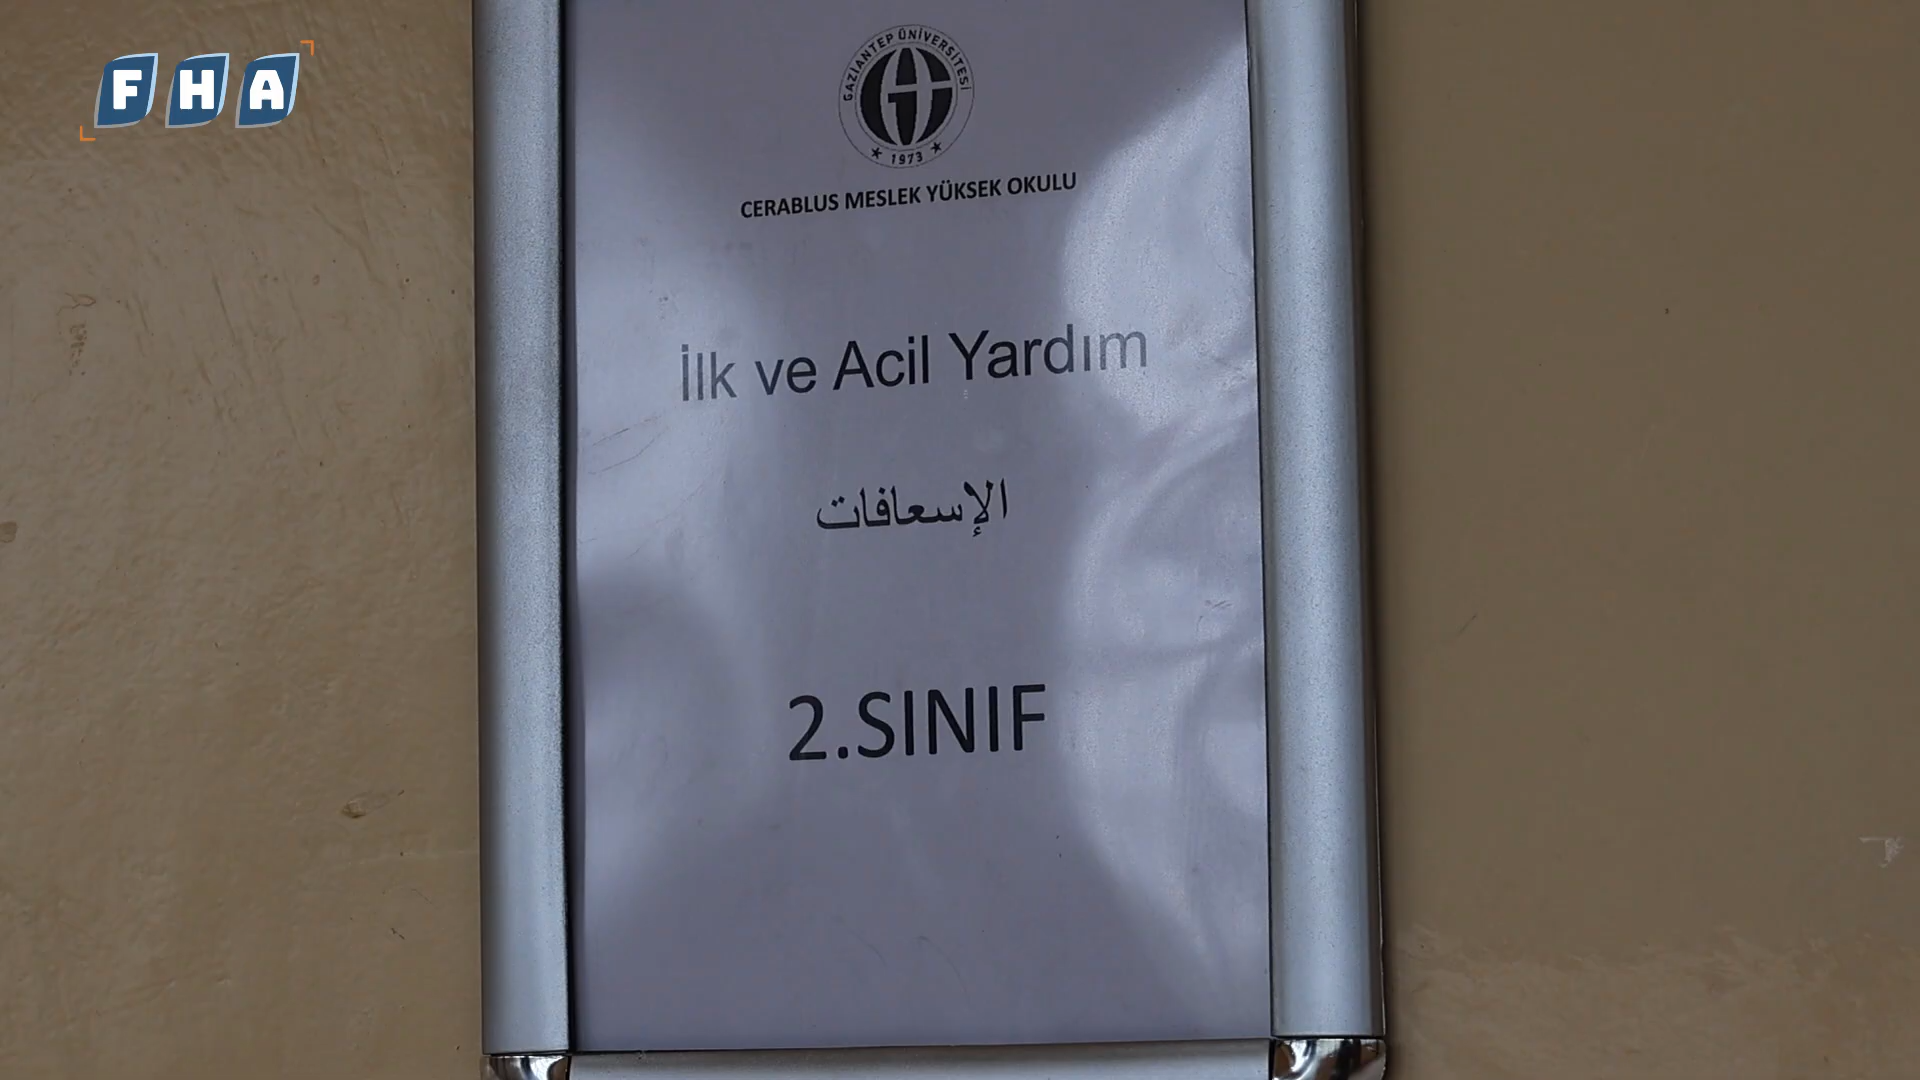 FHA
GAZİANTEP ÜNİVERSİTESİ
1973
CERABLUS MESLEK YÜKSEK OKULU
İlk ve Acil Yardım
الإسعافات
2.SINIF